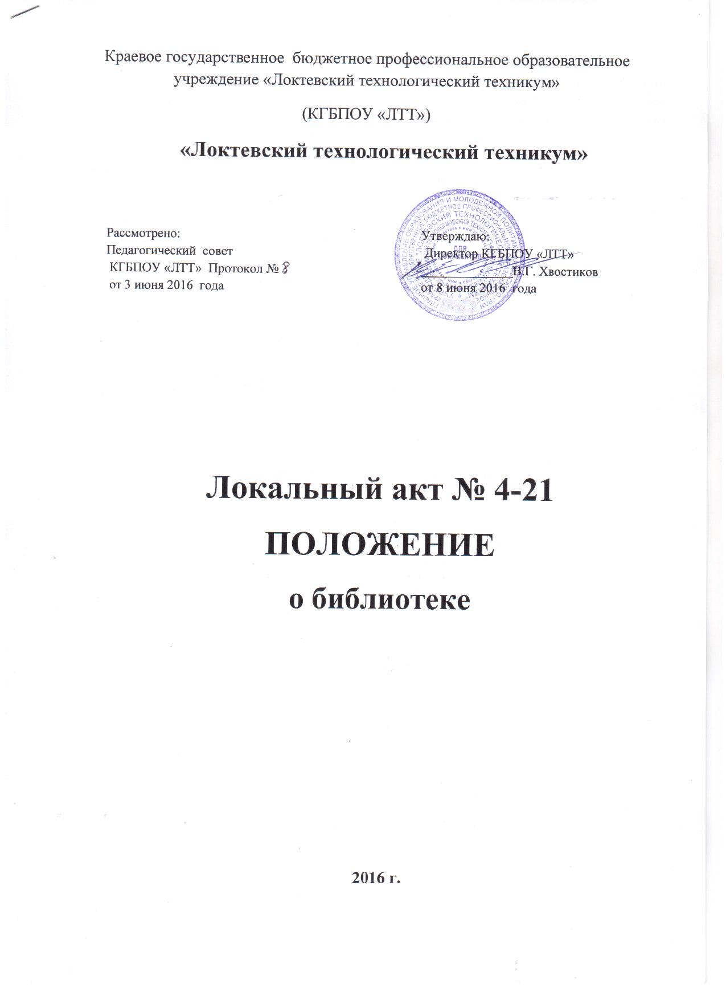 Краевое государственное бюджетное профессиональное образовательное
учреждение «Локтевский технологический техникум»
(КГБПОУ «ЛТТ»)
«Локтевский технологический техникум»
Рассмотрено:
Педагогический совет
КГБПОУ «ЛТТ» Протокол № 8
от 3 июня 2016 года
Утверждаю:
Директор КГБПОУ «ЛТТ»
В.Г. Хвостиков
от 8 июня 2016 года
ДЛЯ
ДОКУМЕНТОВ
Локальный акт № 4-21
ПОЛОЖЕНИЕ
о библиотеке
2016 г.